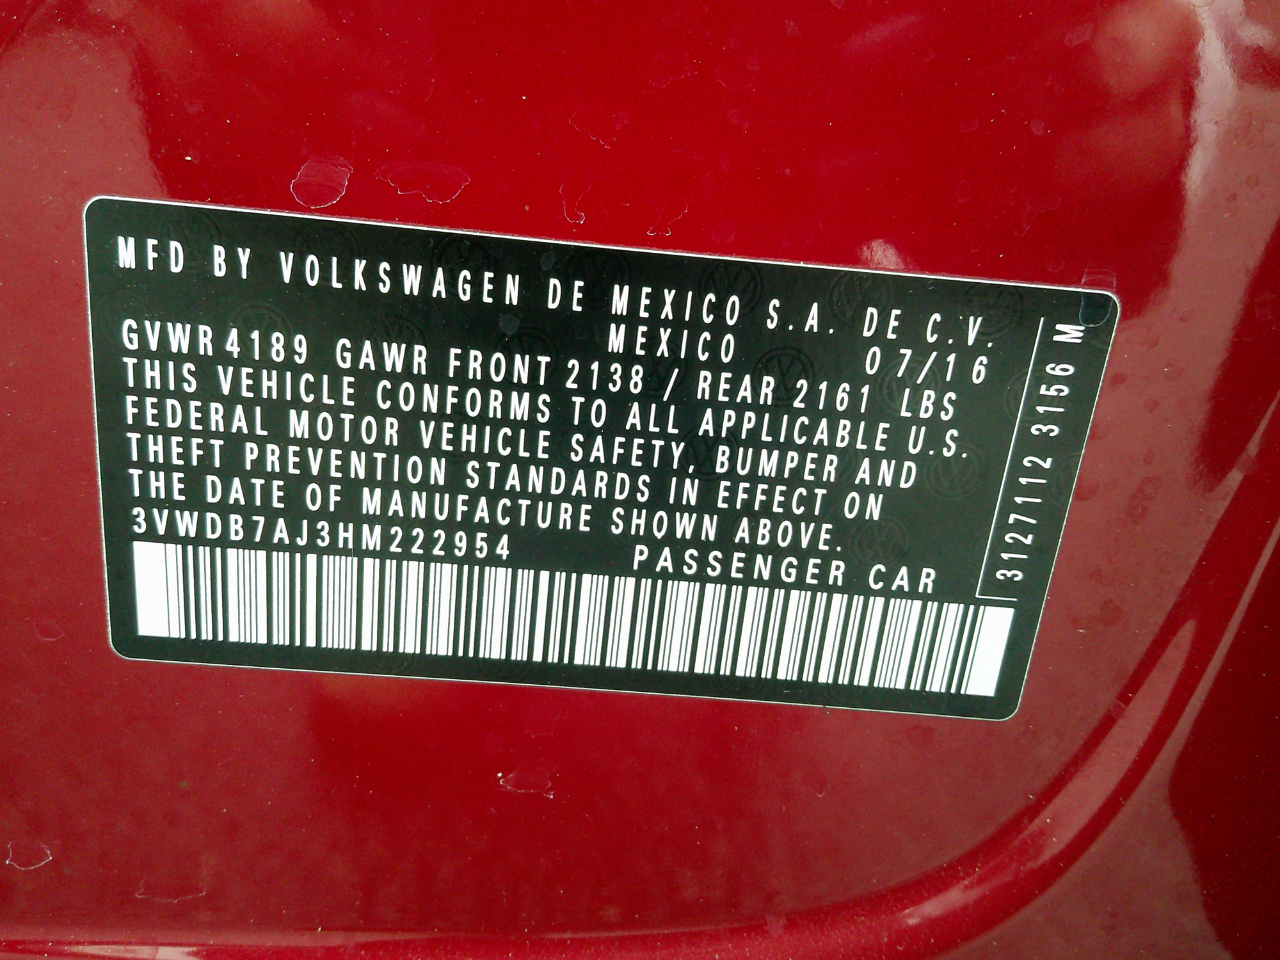 MFD BY VOLKSWAGEN DE MEXICO S.A. DE C.V.
MEXICO 07/16
GVWR 4189 GAWR FRONT 2138 / REAR 2161 LBS
THIS VEHICLE CONFORMS TO ALL APPLICABLE U.S.
FEDERAL MOTOR VEHICLE SAFETY, BUMPER AND
THEFT PREVENTION STANDARDS IN EFFECT ON
THE DATE OF MANUFACTURE SHOWN ABOVE.
3VWDB7AJ3HM222954 PASSENGER CAR
3127112 3156 M